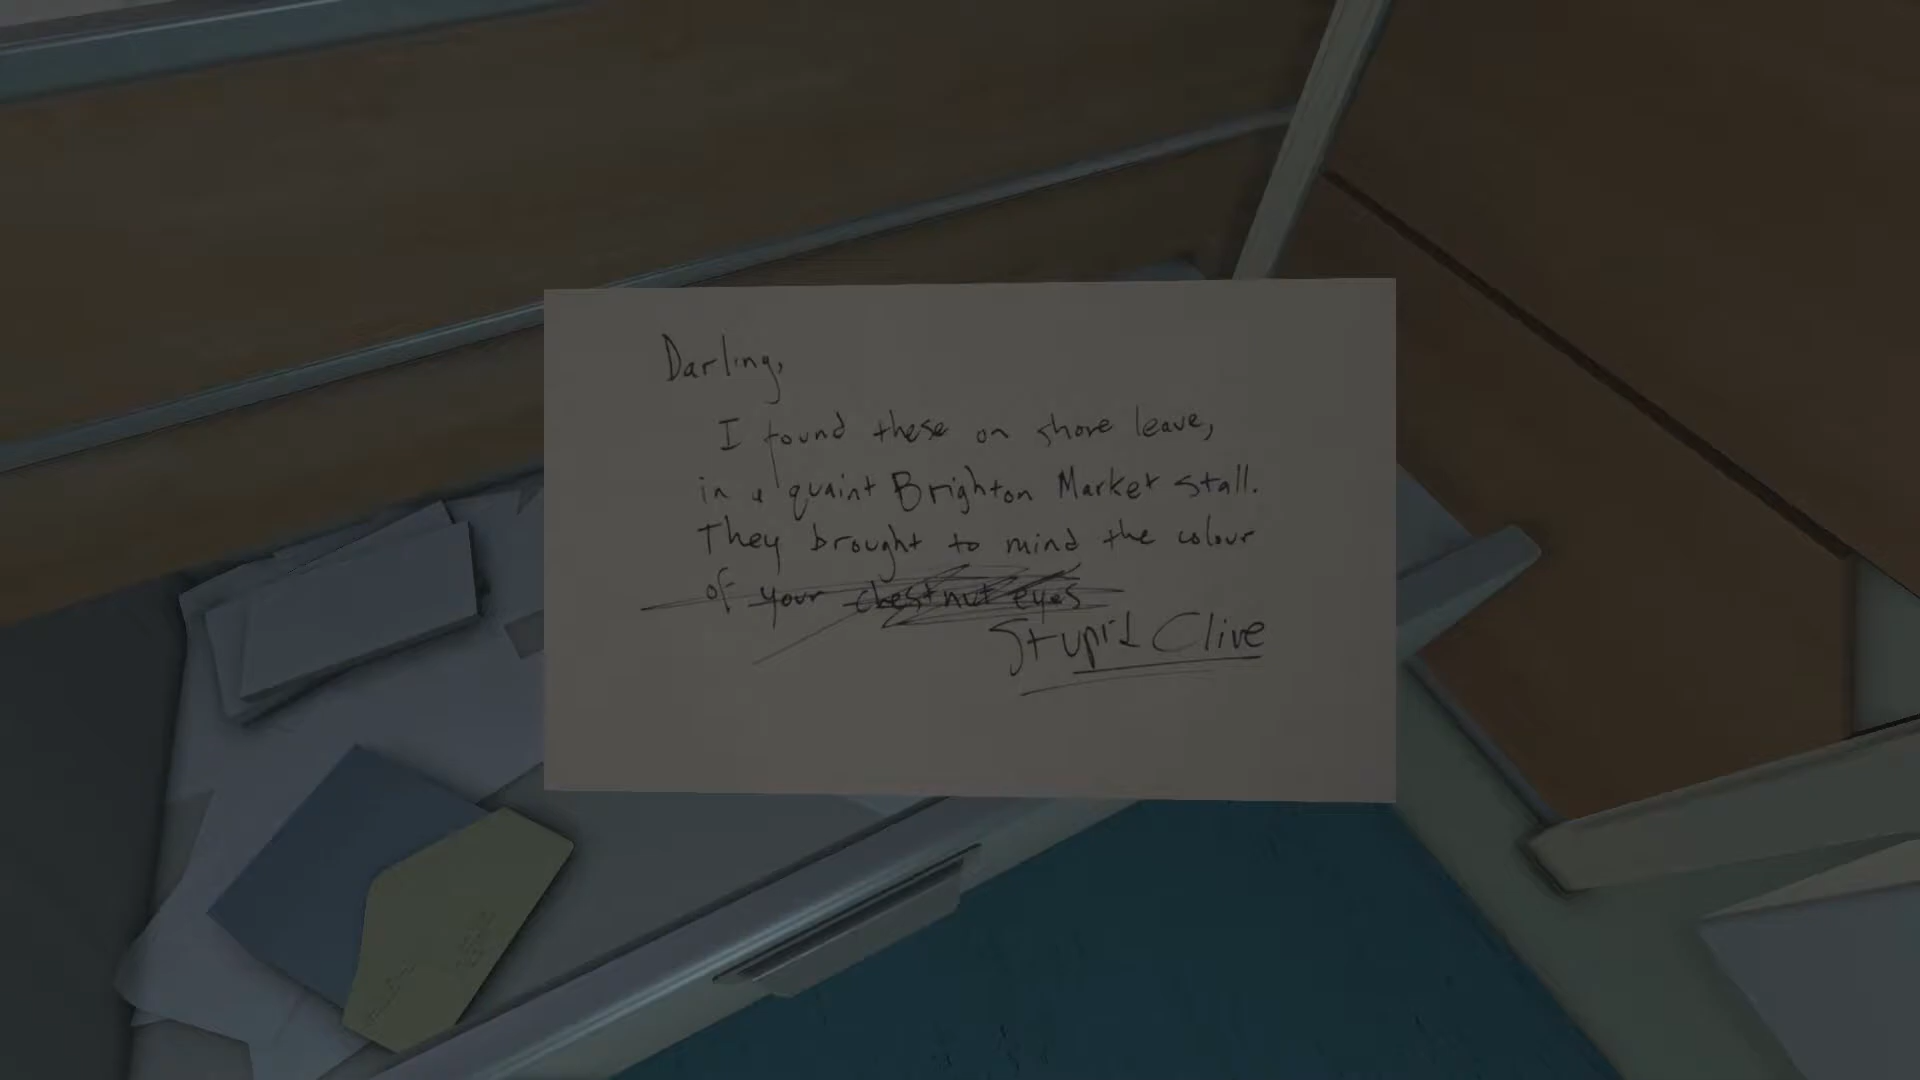 Darling,
I found these on shore leave,
in a quaint Brighton Market stall.
They brought to mind the colour
of your chestnut eyes
Stupid Clive